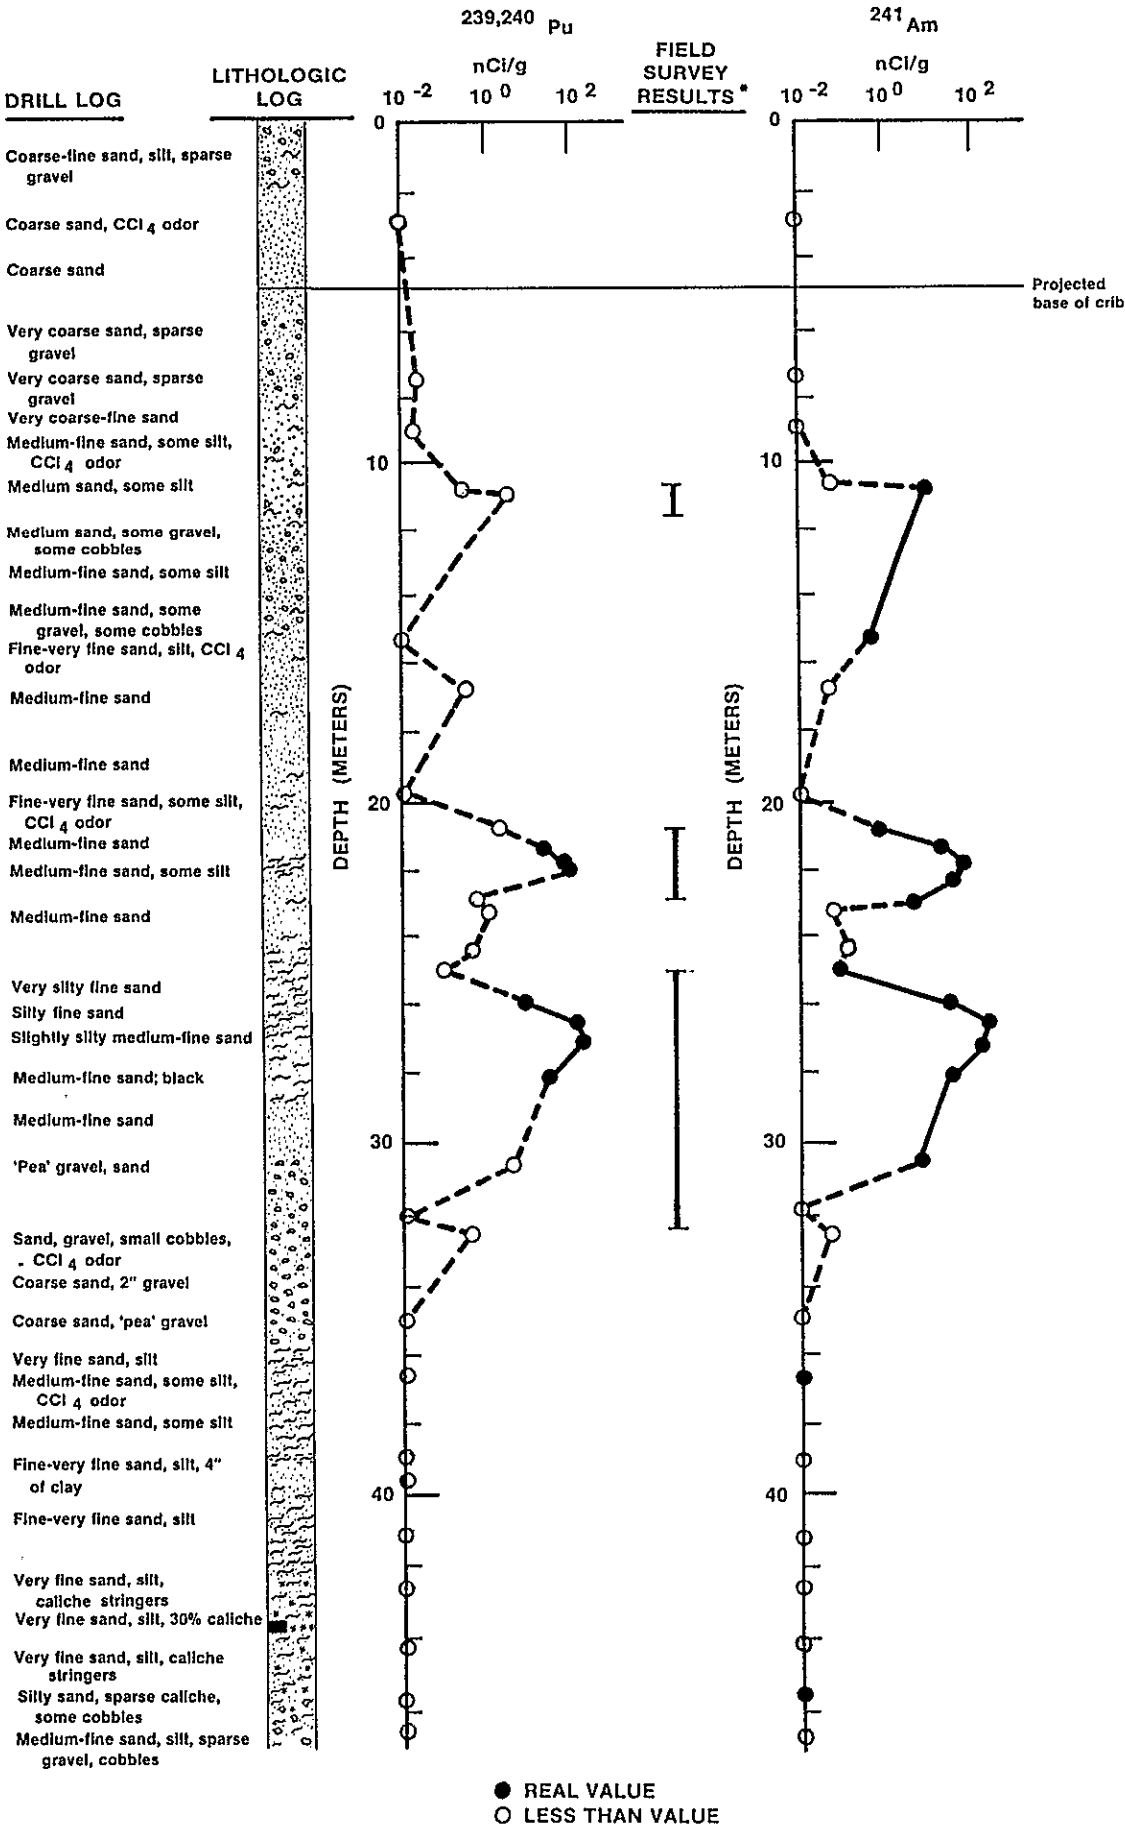 239,240 Pu
241 Am
nCi/g
FIELD
SURVEY
RESULTS*
nCi/g
LITHOLOGIC
LOG
DRILL LOG
10 -2 10 0 10 2
10 -2 10 0 10 2
0
0
Coarse-fine sand, silt, sparse
gravel
Coarse sand, CCl 4 odor
Coarse sand
Projected
base of crib
Very coarse sand, sparse
gravel
Very coarse sand, sparse
gravel
Very coarse-fine sand
Medium-fine sand, some silt,
CCl 4 odor
10
10
Medium sand, some silt
Medium sand, some gravel,
some cobbles
Medium-fine sand, some silt
Medium-fine sand, some
gravel, some cobbles
Fine-very fine sand, silt, CCl 4
odor
Medium-fine sand
DEPTH (METERS)
DEPTH (METERS)
Medium-fine sand
Fine-very fine sand, some silt,
CCl 4 odor
20
20
Medium-fine sand
Medium-fine sand, some silt
Medium-fine sand
Very silty fine sand
Silty fine sand
Slightly silty medium-fine sand
Medium-fine sand; black
Medium-fine sand
30
30
'Pea' gravel, sand
Sand, gravel, small cobbles,
CCl 4 odor
Coarse sand, 2" gravel
Coarse sand, 'pea' gravel
Very fine sand, silt
Medium-fine sand, some silt,
CCl 4 odor
Medium-fine sand, some silt
Fine-very fine sand, silt, 4"
of clay
40
40
Fine-very fine sand, silt
Very fine sand, silt,
caliche stringers
Very fine sand, silt, 30% caliche
Very fine sand, silt, caliche
stringers
Silty sand, sparse caliche,
some cobbles
Medium-fine sand, silt, sparse
gravel, cobbles
REAL VALUE
LESS THAN VALUE